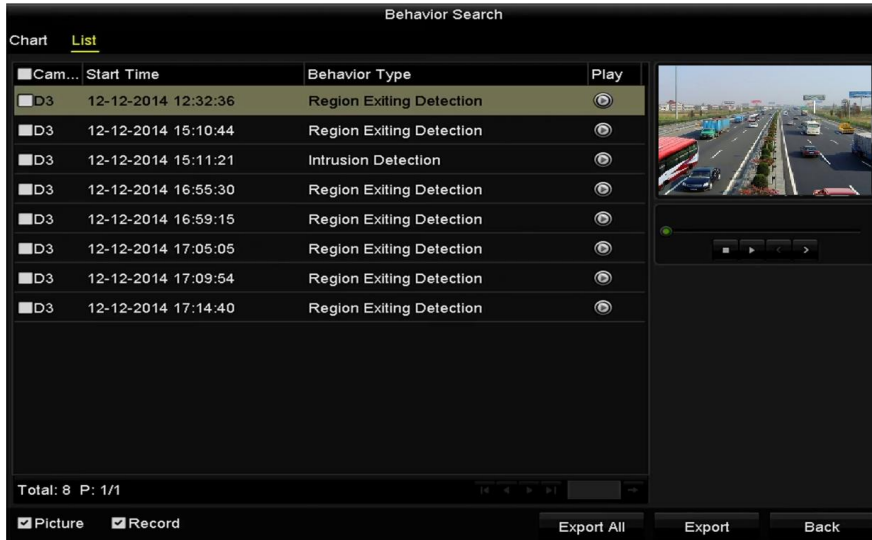 Behavior Search
Chart List
Cam... Start Time Behavior Type Play
D3 12-12-2014 12:32:36 Region Exiting Detection
D3 12-12-2014 15:10:44 Region Exiting Detection
D3 12-12-2014 15:11:21 Intrusion Detection
D3 12-12-2014 16:55:30 Region Exiting Detection
D3 12-12-2014 16:59:15 Region Exiting Detection
D3 12-12-2014 17:05:05 Region Exiting Detection
D3 12-12-2014 17:09:54 Region Exiting Detection
D3 12-12-2014 17:14:40 Region Exiting Detection
Total: 8 P: 1/1
Picture Record Export All Export Back